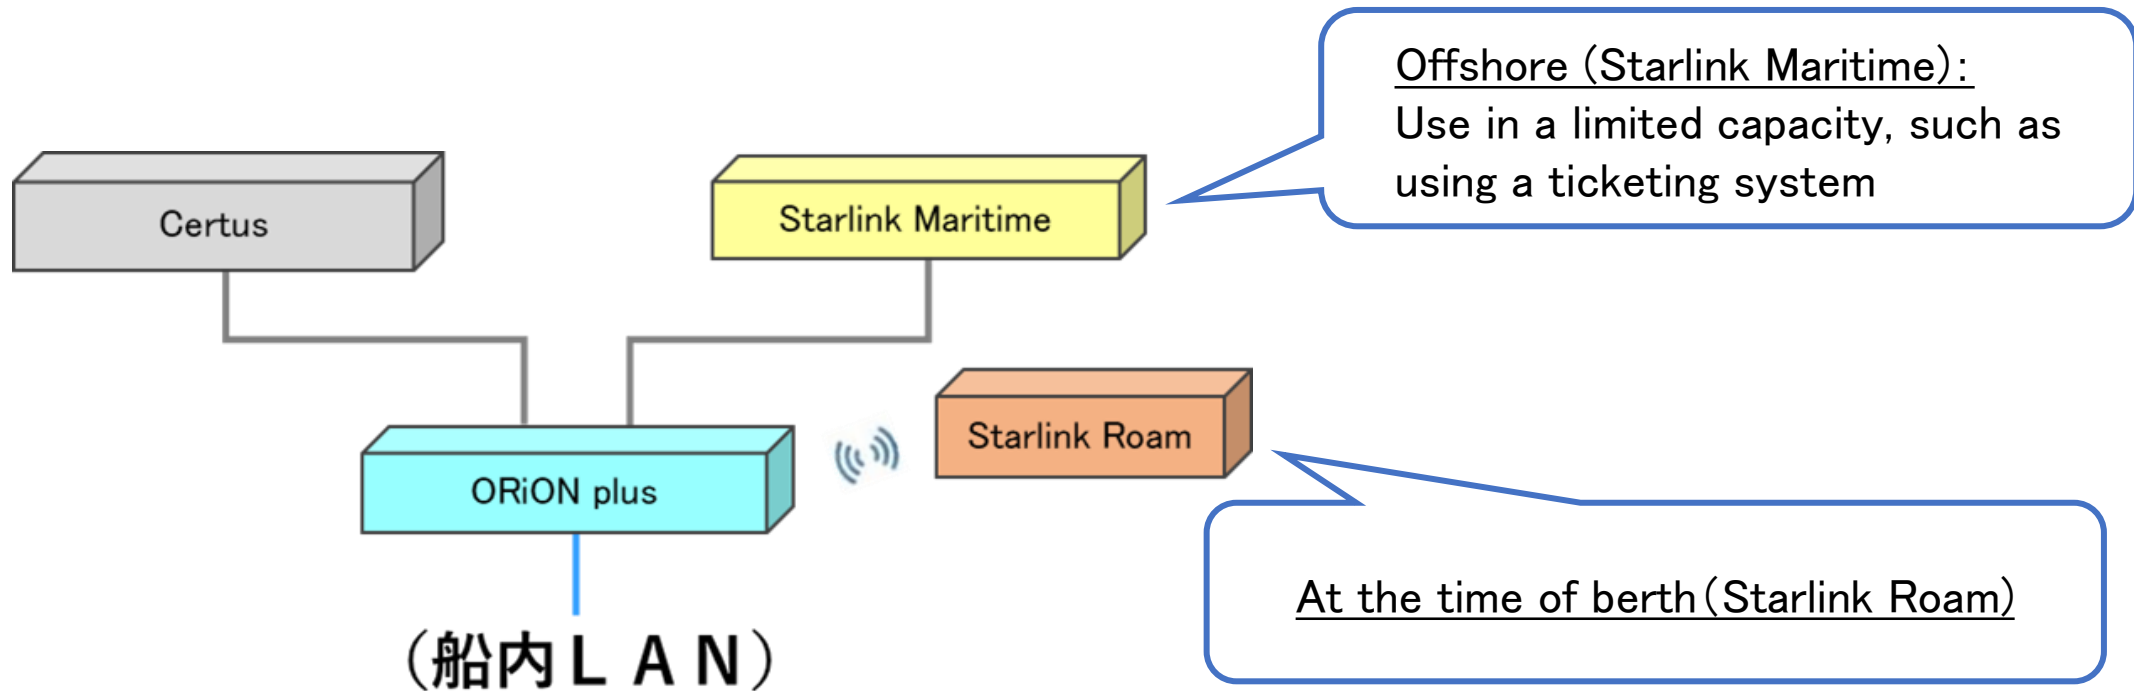 Offshore (Starlink Maritime):
Use in a limited capacity, such as
using a ticketing system
Certus
Starlink Maritime
Starlink Roam
ORiON plus
At the time of berth(Starlink Roam)
(船内LAN)